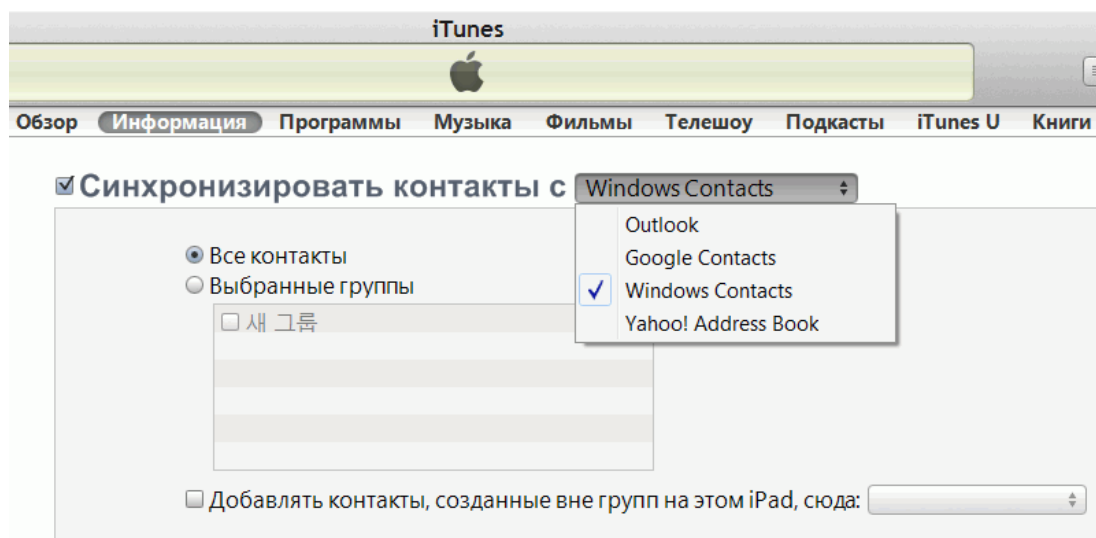 iTunes
Обзор Информация Программы Музыка Фильмы Телешоу Подкасты iTunes U Книги
Синхронизировать контакты с Windows Contacts
Outlook
Google Contacts
Windows Contacts
Yahoo! Address Book
Все контакты
Выбранные группы
새 그룹
Добавлять контакты, созданные вне групп на этом iPad, сюда: